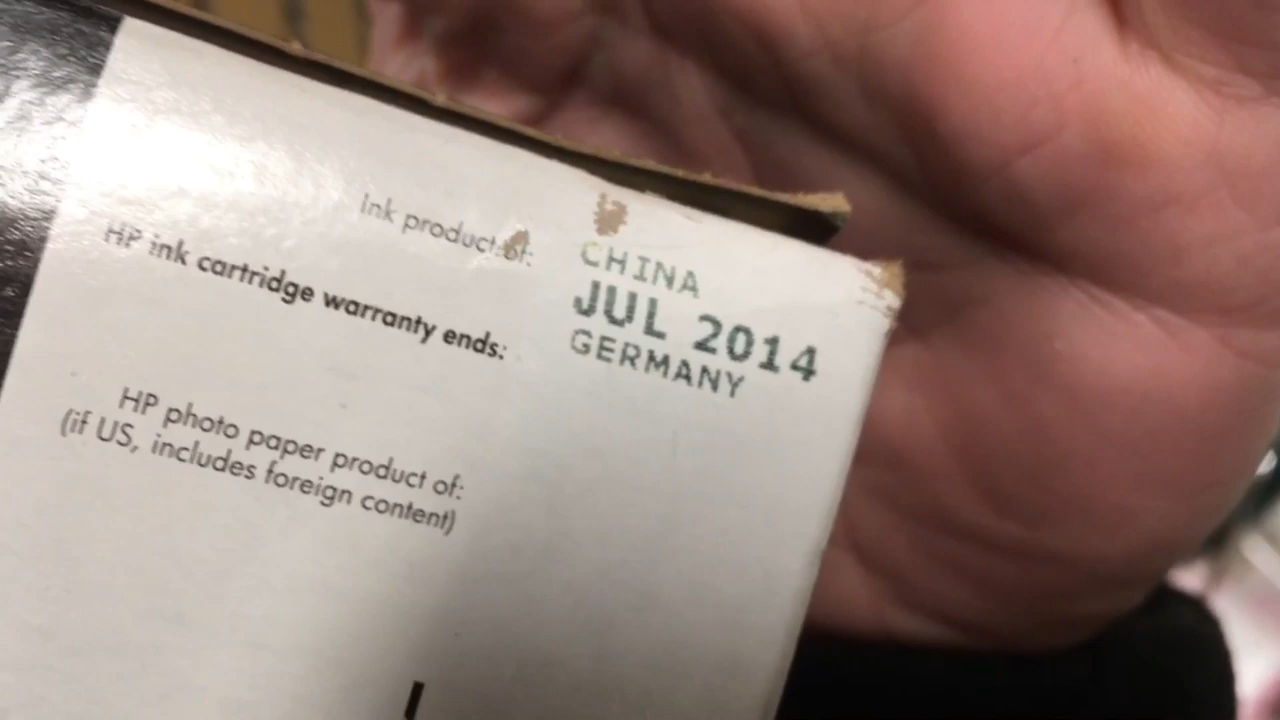 ink product of: CHINA
HP ink cartridge warranty ends: JUL 2014
GERMANY
HP photo paper product of:
(if US, includes foreign content)